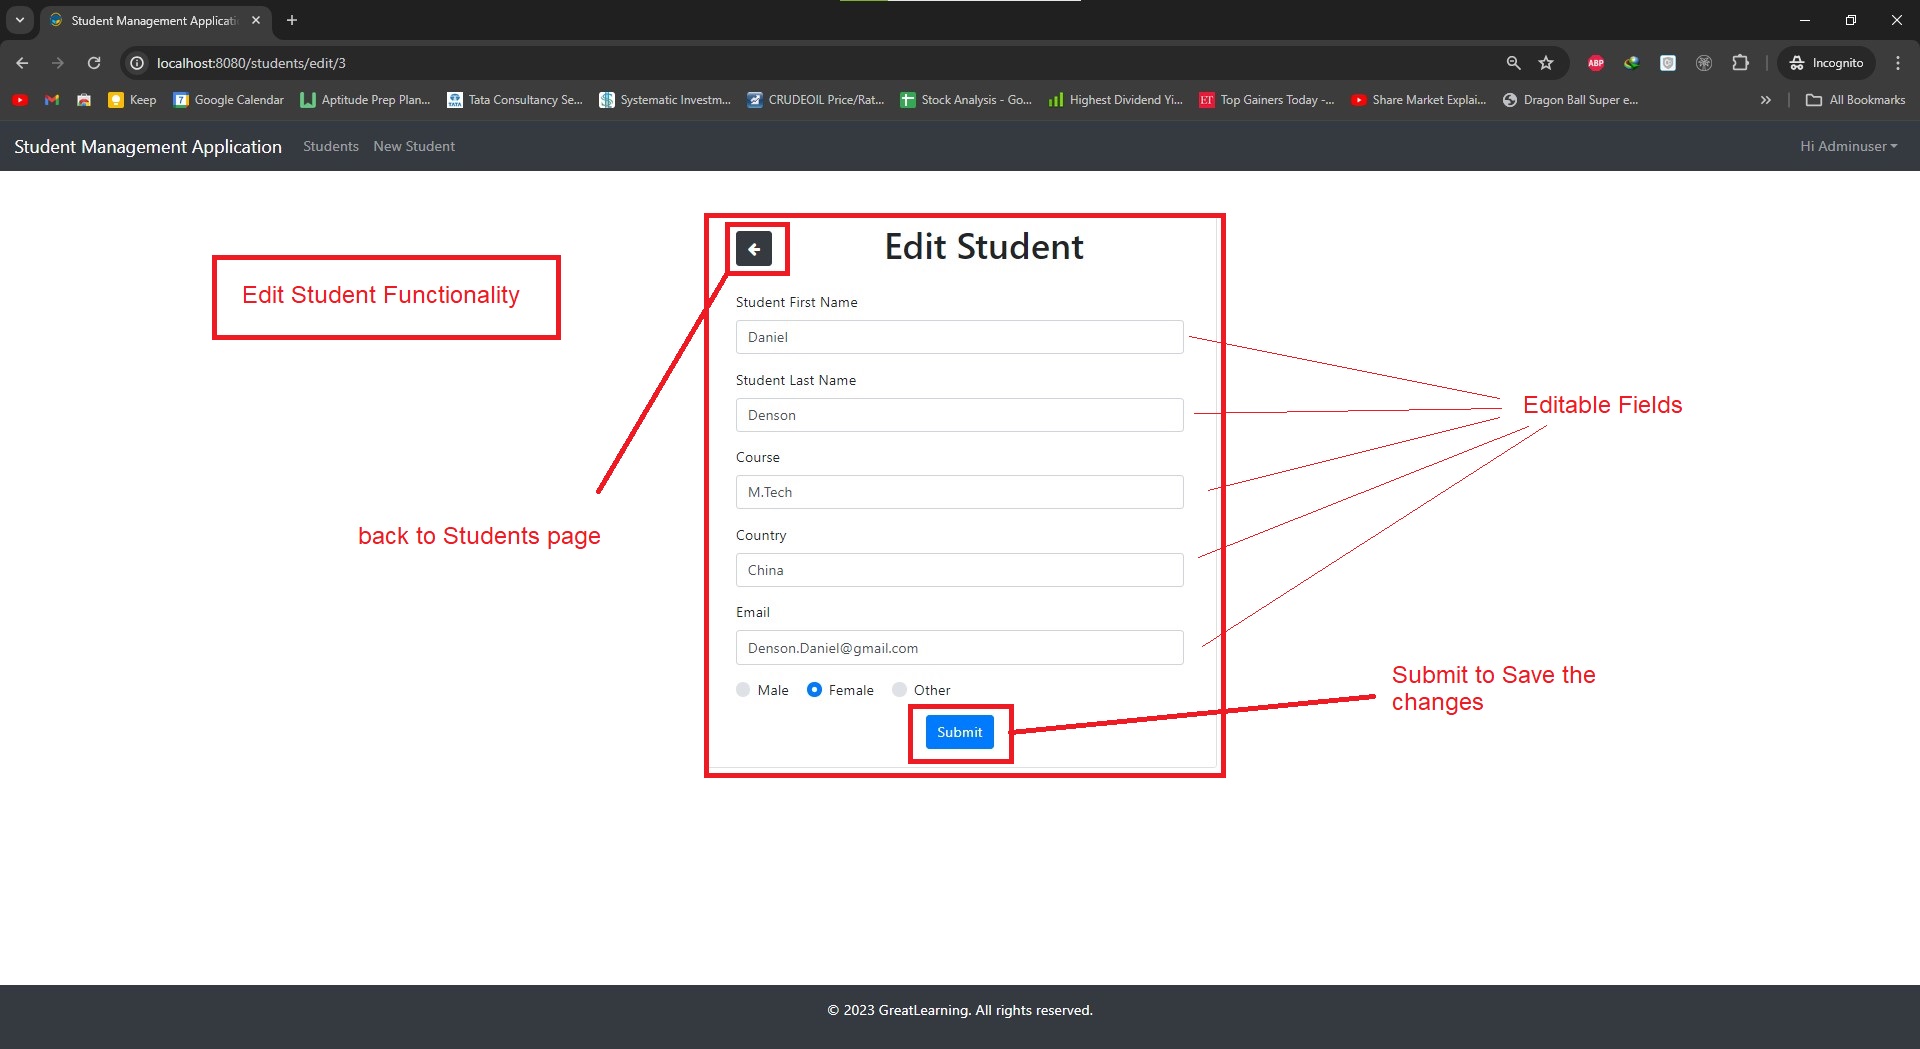 Student Management Applicati
localhost:8080/students/edit/3
ABP
Incognito
Keep
7 Google Calendar
Aptitude Prep Plan...
TATA Tata Consultancy Se...
Systematic Investm...
CRUDEOIL Price/Rat...
Stock Analysis - Go...
Highest Dividend Yi...
ET Top Gainers Today -...
Share Market Explai...
Dragon Ball Super e...
All Bookmarks
Student Management Application
Students
New Student
Hi Adminuser
Edit Student
Edit Student Functionality
Student First Name
Daniel
Student Last Name
Denson
Editable Fields
Course
M.Tech
back to Students page
Country
China
Email
Denson.Daniel@gmail.com
Male
Female
Other
Submit to Save the
changes
Submit
© 2023 GreatLearning. All rights reserved.